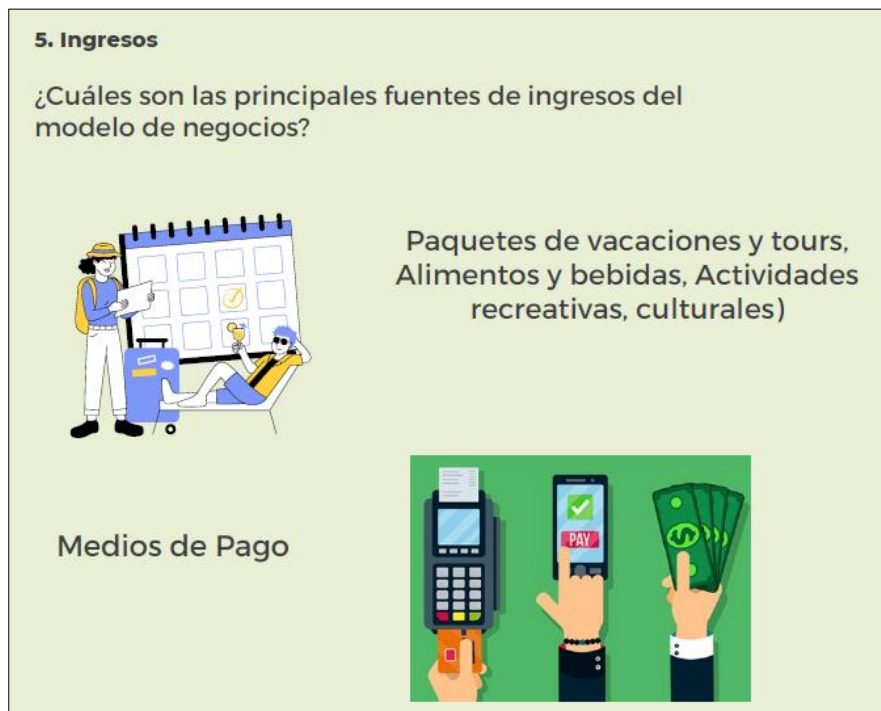 5. Ingresos
¿Cuáles son las principales fuentes de ingresos del
modelo de negocios?
Paquetes de vacaciones y tours,
Alimentos y bebidas, Actividades
recreativas, culturales)
Medios de Pago
PAY